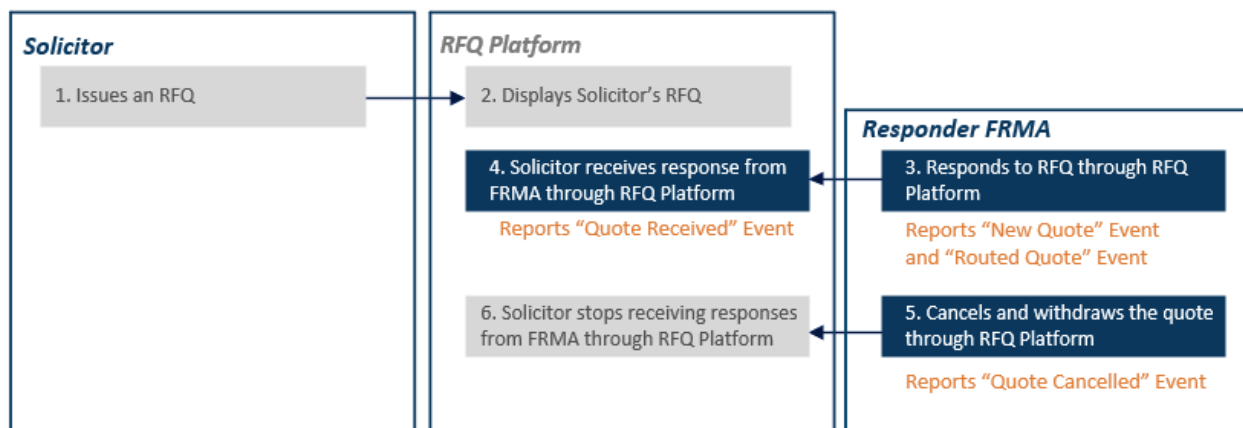 Solicitor
1. Issues an RFQ
RFQ Platform
2. Displays Solicitor's RFQ
Responder FRMA
4. Solicitor receives response from
FRMA through RFQ Platform
Reports “Quote Received” Event
3. Responds to RFQ through RFQ
Platform
Reports “New Quote” Event
and “Routed Quote” Event
6. Solicitor stops receiving responses
from FRMA through RFQ Platform
5. Cancels and withdraws the quote
through RFQ Platform
Reports “Quote Cancelled” Event